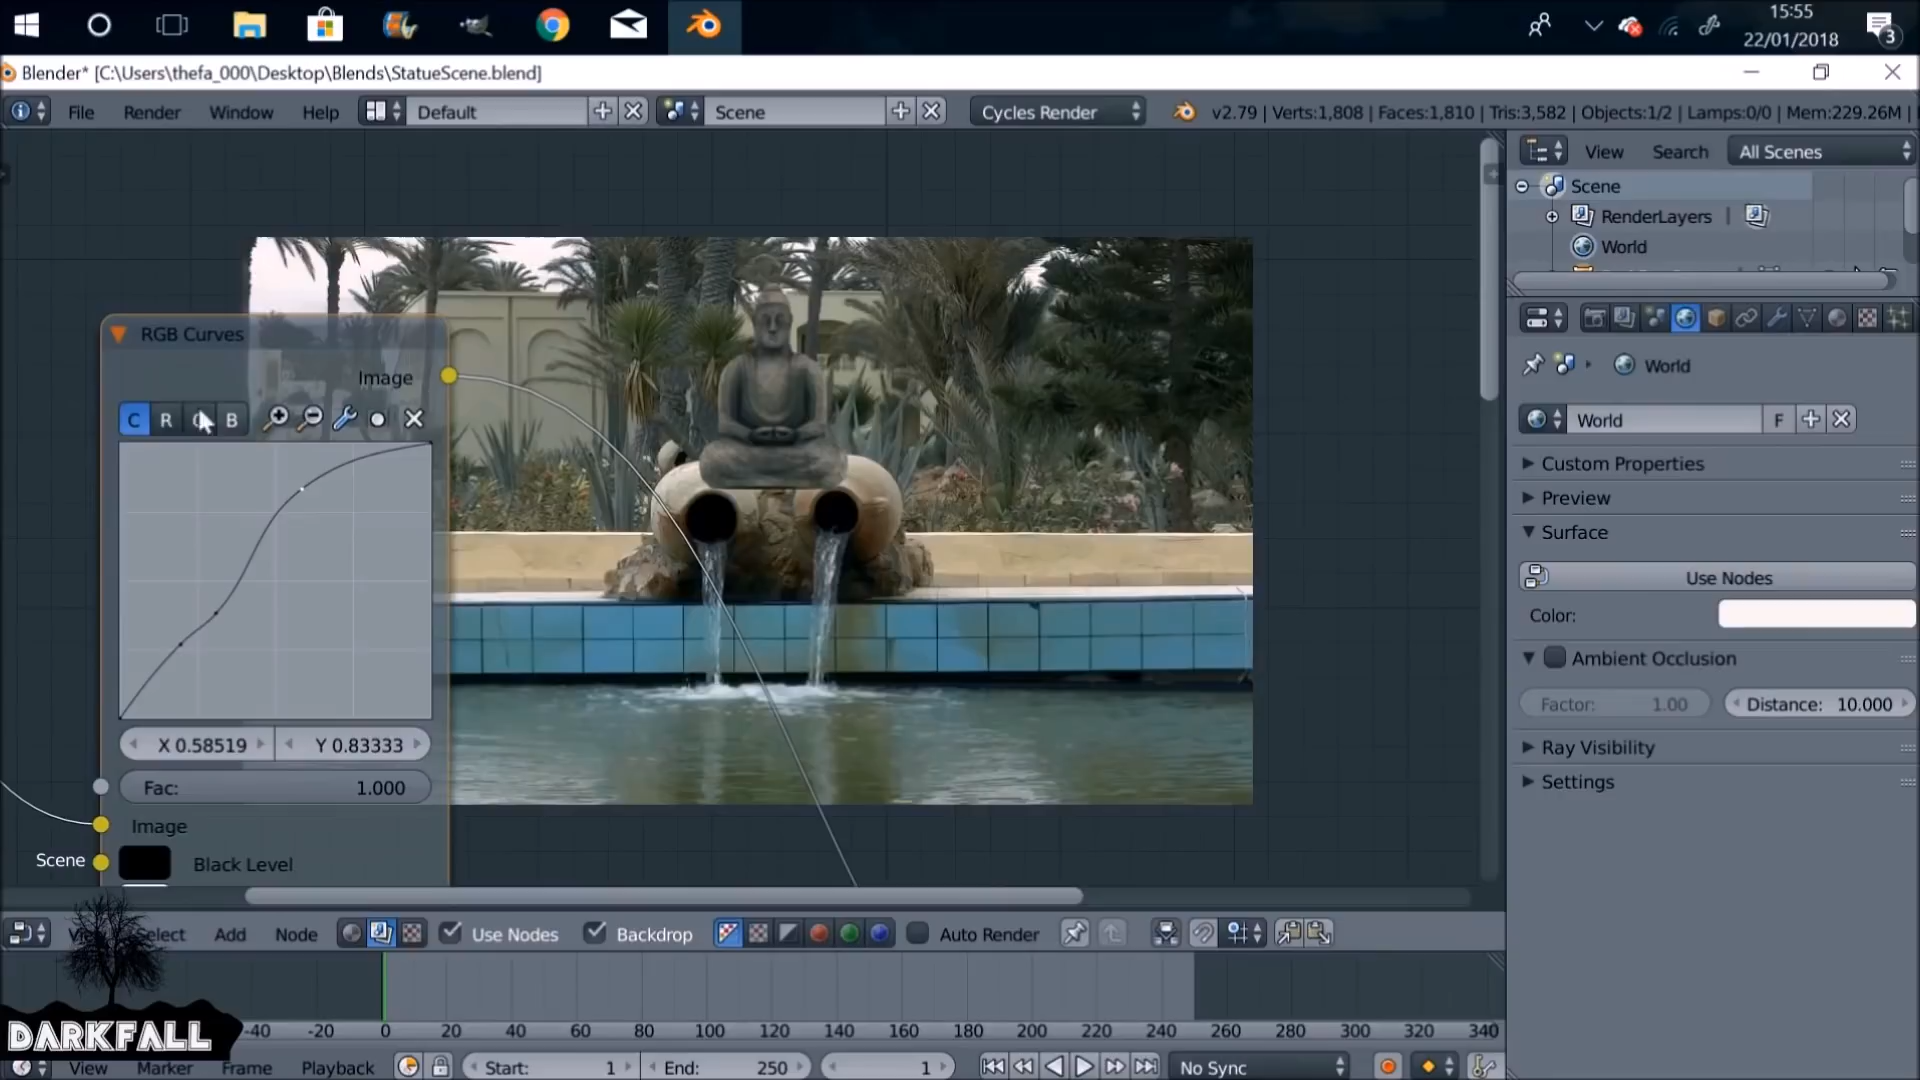 15:55
22/01/2018
3
Blender* [C:\Users\thefa_000\Desktop\Blends\StatueScene.blend]
File Render Window Help Default Scene Cycles Render v2.79 | Verts:1,808 | Faces:1,810 | Tris:3,582 | Objects:1/2 | Lamps:0/0 | Mem:229.26M |
View Search All Scenes
Scene
RenderLayers
World
RGB Curves
Image
C R B
X 0.58519 Y 0.83333
Fac: 1.000
Image
Scene
Black Level
World
World F
Custom Properties
Preview
Surface
Use Nodes
Color:
Ambient Occlusion
Factor: 1.00 Distance: 10.000
Ray Visibility
Settings
Select Add Node Use Nodes Backdrop Auto Render
-40 -20 0 20 40 60 80 100 120 140 160 180 200 220 240 260 280 300 320 340
DARKFALL
View Marker Frame Playback Start: 1 End: 250 1 No Sync